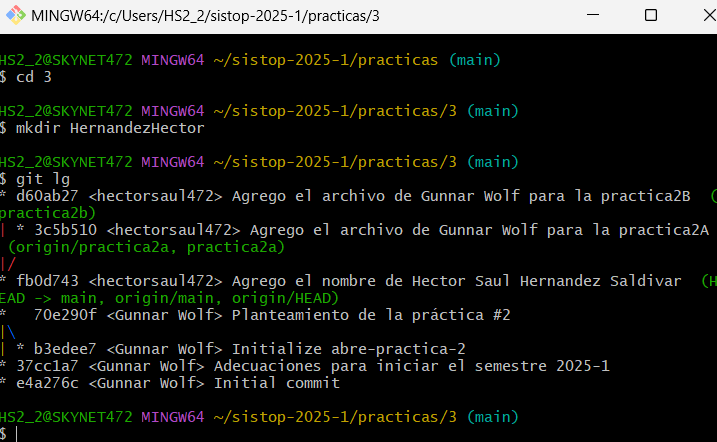 MINGW64:/c/Users/HS2_2/sistop-2025-1/practicas/3
HS2_2@SKYNET472 MINGW64 ~/sistop-2025-1/practicas (main)
$ cd 3
HS2_2@SKYNET472 MINGW64 ~/sistop-2025-1/practicas/3 (main)
$ mkdir HernandezHector
HS2_2@SKYNET472 MINGW64 ~/sistop-2025-1/practicas/3 (main)
$ git lg
* d60ab27 <hectorsaul472> Agrego el archivo de Gunnar Wolf para la practica2B  (
practica2b)
| * 3c5b510 <hectorsaul472> Agrego el archivo de Gunnar Wolf para la practica2A
 (origin/practica2a, practica2a)
|/
* fb0d743 <hectorsaul472> Agrego el nombre de Hector Saul Hernandez Saldivar  (H
EAD -> main, origin/main, origin/HEAD)
*   70e290f <Gunnar Wolf> Planteamiento de la práctica #2
|\
| * b3edee7 <Gunnar Wolf> Initialize abre-practica-2
* 37cc1a7 <Gunnar Wolf> Adecuaciones para iniciar el semestre 2025-1
* e4a276c <Gunnar Wolf> Initial commit
HS2_2@SKYNET472 MINGW64 ~/sistop-2025-1/practicas/3 (main)
$